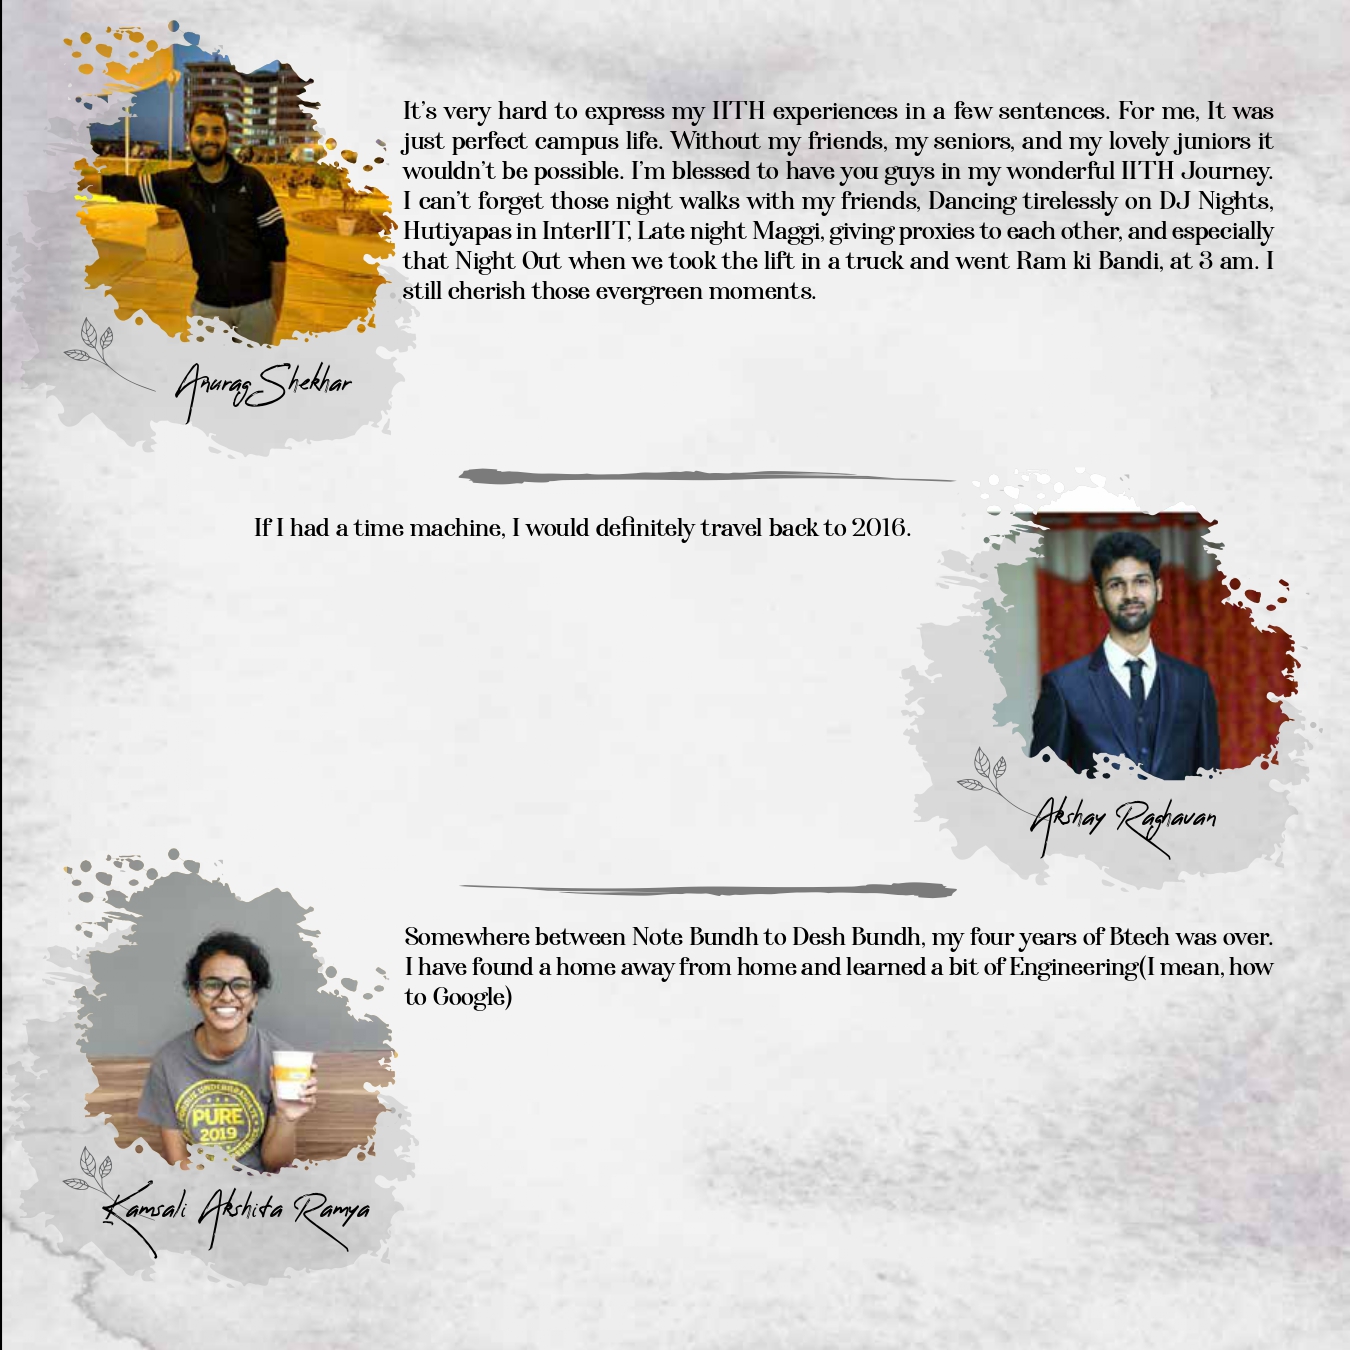 It's very hard to express my IITH experiences in a few sentences. For me, It was
just perfect campus life. Without my friends, my seniors, and my lovely juniors it
wouldn't be possible. I'm blessed to have you guys in my wonderful IITH Journey.
I can't forget those night walks with my friends, Dancing tirelessly on DJ Nights,
Hutiyapas in InterIIT, Late night Maggi, giving proxies to each other, and especially
that Night Out when we took the lift in a truck and went Ram ki Bandi, at 3 am. I
still cherish those evergreen moments.
Anurag Shekhar
If I had a time machine, I would definitely travel back to 2016.
Akshay Raghavan
Somewhere between Note Bundh to Desh Bundh, my four years of Btech was over.
I have found a home away from home and learned a bit of Engineering(I mean, how
to Google)
PURE
2019
Kamsali Akshita Ramya